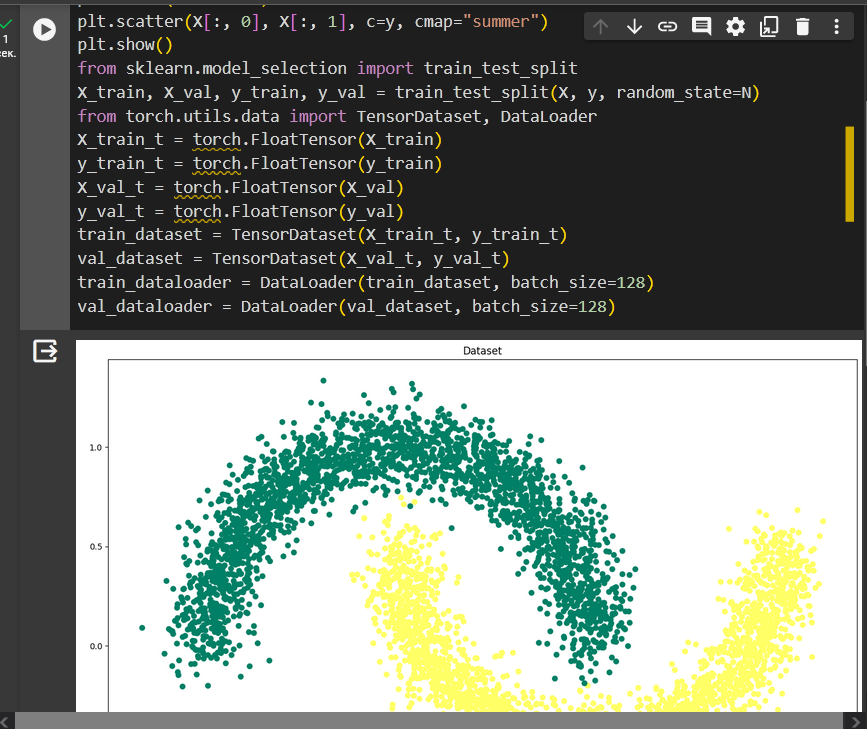 plt.scatter(X[:, 0], X[:, 1], c=y, cmap="summer")
plt.show()
from sklearn.model_selection import train_test_split
X_train, X_val, y_train, y_val = train_test_split(X, y, random_state=N)
from torch.utils.data import TensorDataset, DataLoader
X_train_t = torch.FloatTensor(X_train)
y_train_t = torch.FloatTensor(y_train)
X_val_t = torch.FloatTensor(X_val)
y_val_t = torch.FloatTensor(y_val)
train_dataset = TensorDataset(X_train_t, y_train_t)
val_dataset = TensorDataset(X_val_t, y_val_t)
train_dataloader = DataLoader(train_dataset, batch_size=128)
val_dataloader = DataLoader(val_dataset, batch_size=128)
1
сек.
Dataset
1.0
0.5
0.0